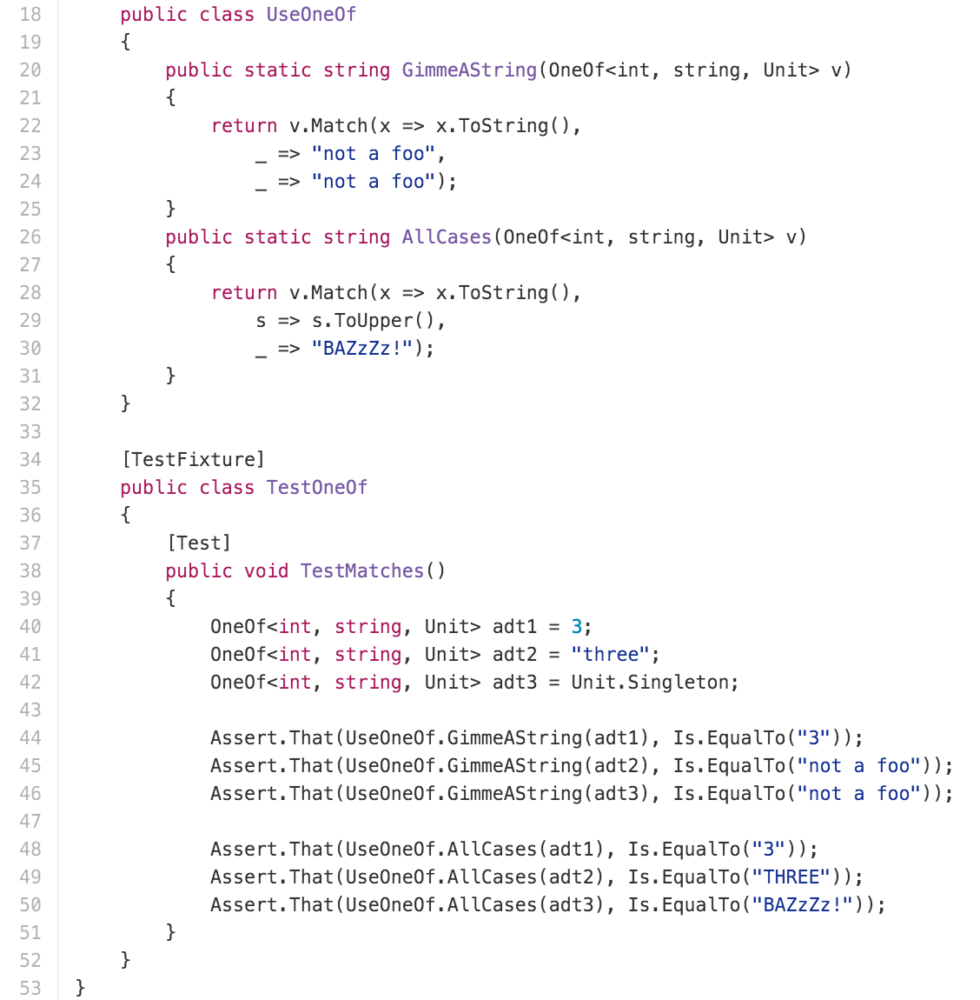 18     public class UseOneOf
19     {
20         public static string GimmeAString(OneOf<int, string, Unit> v)
21         {
22             return v.Match(x => x.ToString(),
23                 _ => "not a foo",
24                 _ => "not a foo");
25         }
26         public static string AllCases(OneOf<int, string, Unit> v)
27         {
28             return v.Match(x => x.ToString(),
29                 s => s.ToUpper(),
30                 _ => "BAZzZz!");
31         }
32     }
33
34     [TestFixture]
35     public class TestOneOf
36     {
37         [Test]
38         public void TestMatches()
39         {
40             OneOf<int, string, Unit> adt1 = 3;
41             OneOf<int, string, Unit> adt2 = "three";
42             OneOf<int, string, Unit> adt3 = Unit.Singleton;
43
44             Assert.That(UseOneOf.GimmeAString(adt1), Is.EqualTo("3"));
45             Assert.That(UseOneOf.GimmeAString(adt2), Is.EqualTo("not a foo"));
46             Assert.That(UseOneOf.GimmeAString(adt3), Is.EqualTo("not a foo"));
47
48             Assert.That(UseOneOf.AllCases(adt1), Is.EqualTo("3"));
49             Assert.That(UseOneOf.AllCases(adt2), Is.EqualTo("THREE"));
50             Assert.That(UseOneOf.AllCases(adt3), Is.EqualTo("BAZzZz!"));
51         }
52     }
53 }